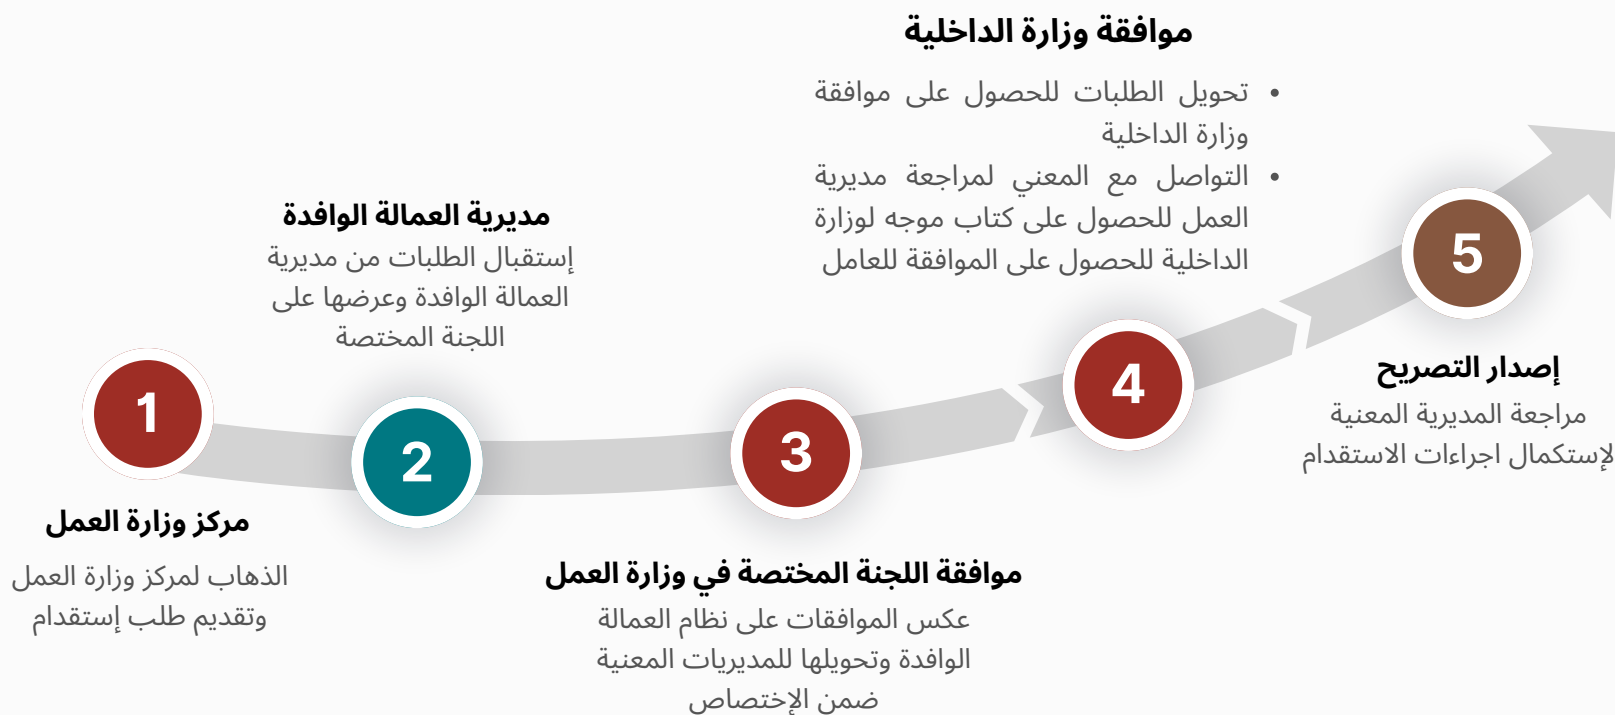 1
مركز وزارة العمل
الذهاب لمركز وزارة العمل
وتقديم طلب إستقدام
2
مديرية العمالة الوافدة
إستقبال الطلبات من مديرية
العمالة الوافدة وعرضها على
اللجنة المختصة
3
موافقة اللجنة المختصة في وزارة العمل
عكس الموافقات على نظام العمالة
الوافدة وتحويلها للمديريات المعنية
ضمن الإختصاص
4
موافقة وزارة الداخلية
• تحويل الطلبات للحصول على موافقة
وزارة الداخلية
• التواصل مع المعني لمراجعة مديرية
العمل للحصول على كتاب موجه لوزارة
الداخلية للحصول على الموافقة للعامل
5
إصدار التصريح
مراجعة المديرية المعنية
لإستكمال اجراءات الاستقدام